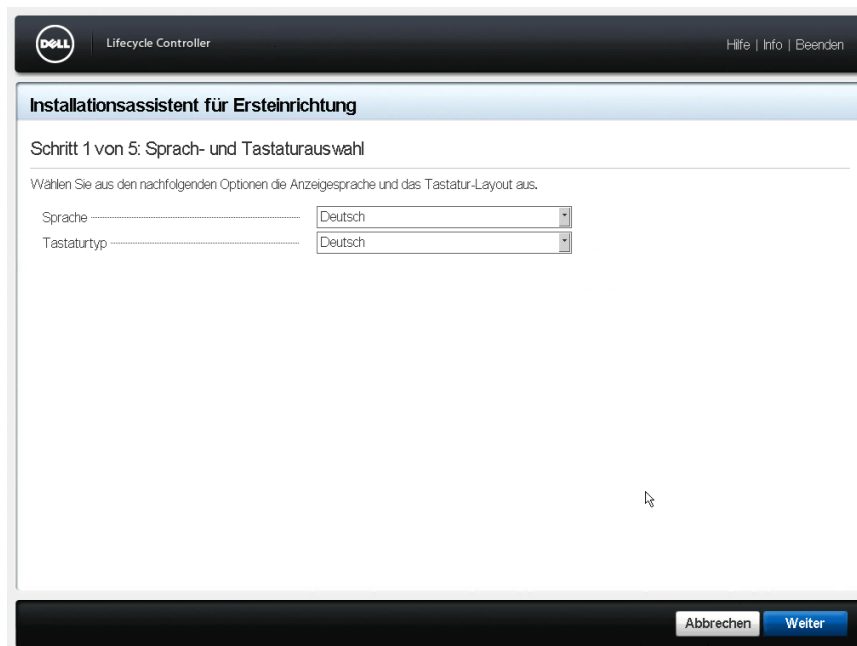 DELL
Lifecycle Controller
Hilfe | Info | Beenden
Installationsassistent für Ersteinrichtung
Schritt 1 von 5: Sprach- und Tastaturauswahl
Wählen Sie aus den nachfolgenden Optionen die Anzeigesprache und das Tastatur-Layout aus.
Sprache Deutsch
Tastaturtyp Deutsch
Abbrechen Weiter